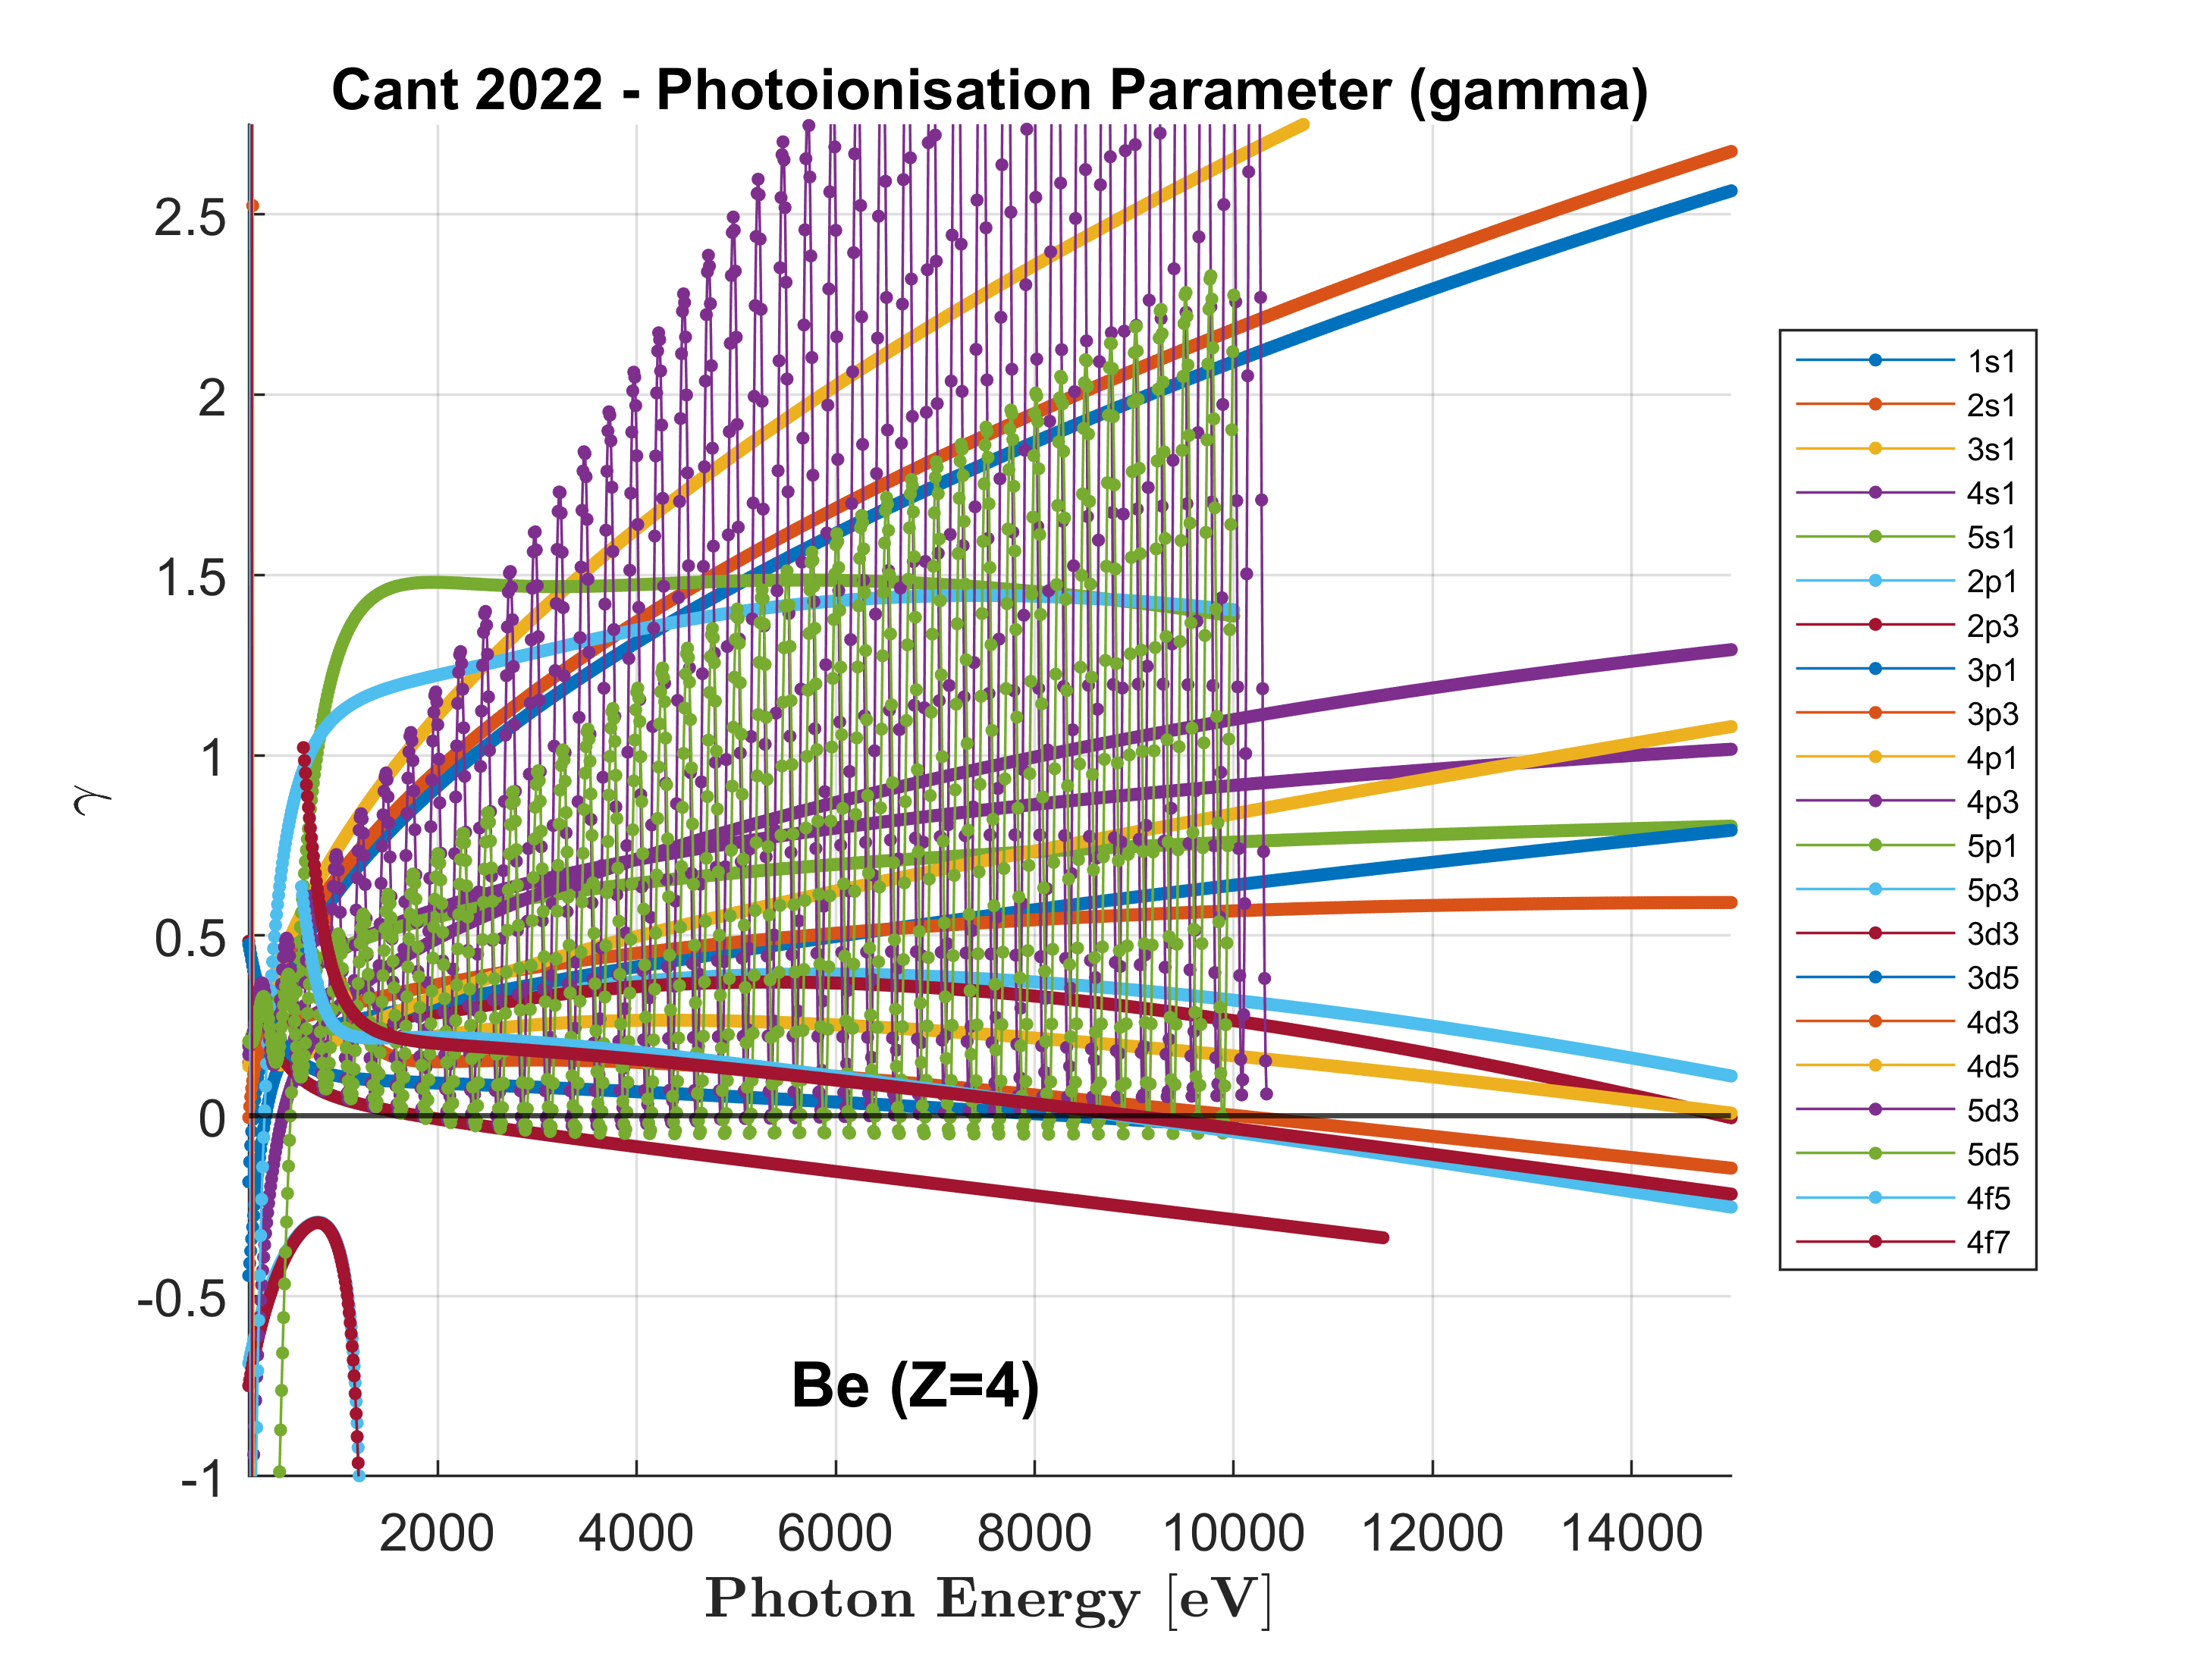 Cant 2022 - Photoionisation Parameter (gamma)
2.5
2
1.5
1
0.5
0
-0.5
-1
γ
2000 4000 6000 8000 10000 12000 14000
Photon Energy [eV]
Be (Z=4)
1s1
2s1
3s1
4s1
5s1
2p1
2p3
3p1
3p3
4p1
4p3
5p1
5p3
3d3
3d5
4d3
4d5
5d3
5d5
4f5
4f7